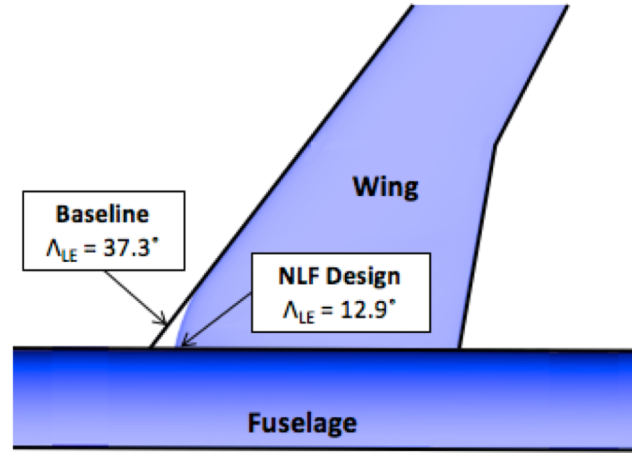 Wing
Baseline
ΛLE = 37.3˚
NLF Design
ΛLE = 12.9˚
Fuselage